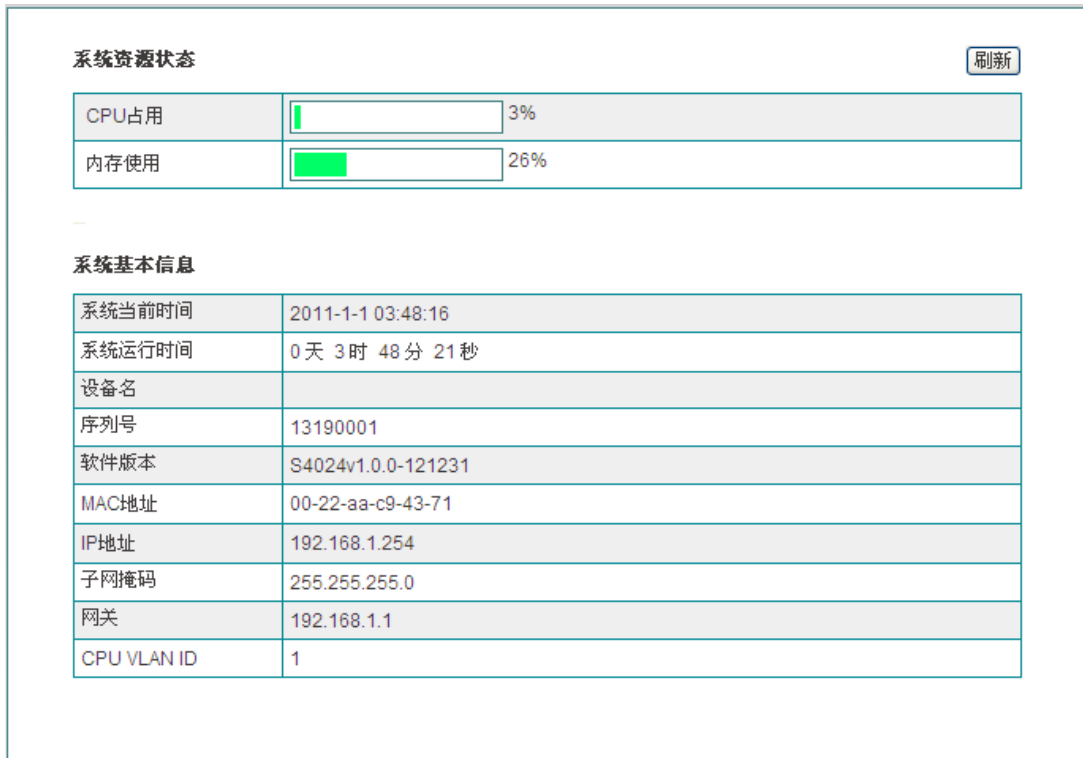 系统资源状态
刷新
CPU占用 3%
内存使用 26%
系统基本信息
系统当前时间 2011-1-1 03:48:16
系统运行时间 0天 3时 48分 21秒
设备名
序列号 13190001
软件版本 S4024v1.0.0-121231
MAC地址 00-22-aa-c9-43-71
IP地址 192.168.1.254
子网掩码 255.255.255.0
网关 192.168.1.1
CPU VLAN ID 1